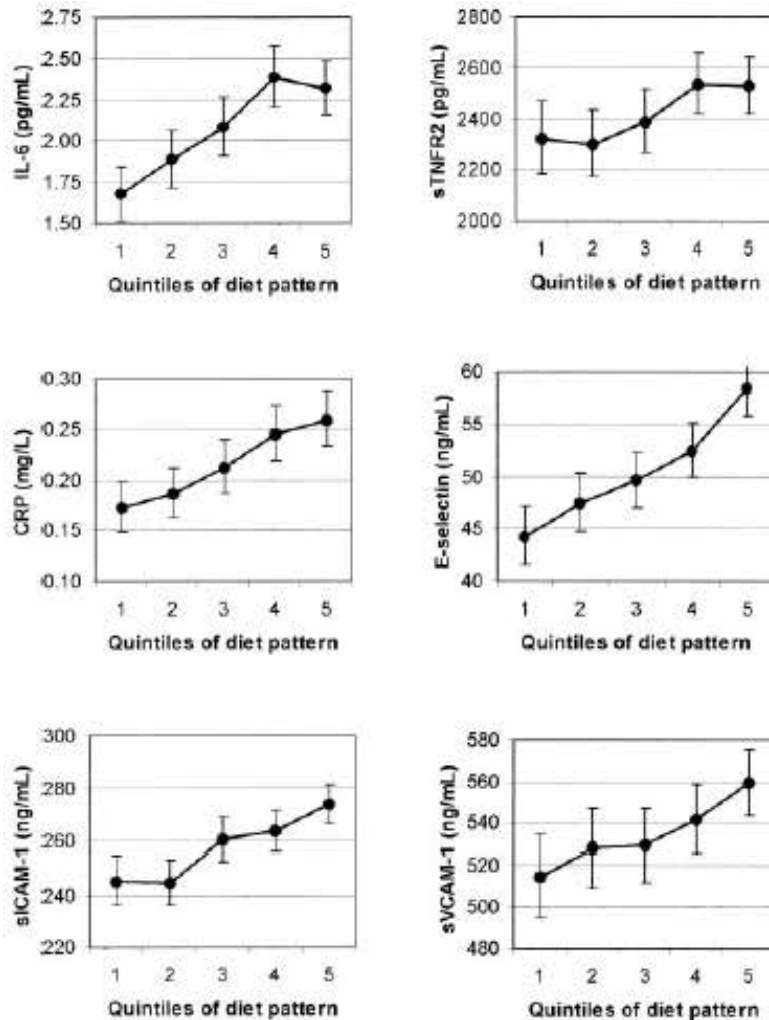 2.75
2.50
2.25
2.00
1.75
1.50
IL-6 (pg/mL)
1 2 3 4 5
Quintiles of diet pattern
2800
2600
2400
2200
2000
sTNFR2 (pg/mL)
1 2 3 4 5
Quintiles of diet pattern
0.30
0.25
0.20
0.15
0.10
CRP (mg/L)
1 2 3 4 5
Quintiles of diet pattern
60
55
50
45
40
E-selectin (ng/mL)
1 2 3 4 5
Quintiles of diet pattern
300
280
260
240
220
sICAM-1 (ng/mL)
1 2 3 4 5
Quintiles of diet pattern
580
560
540
520
500
480
sVCAM-1 (ng/mL)
1 2 3 4 5
Quintiles of diet pattern